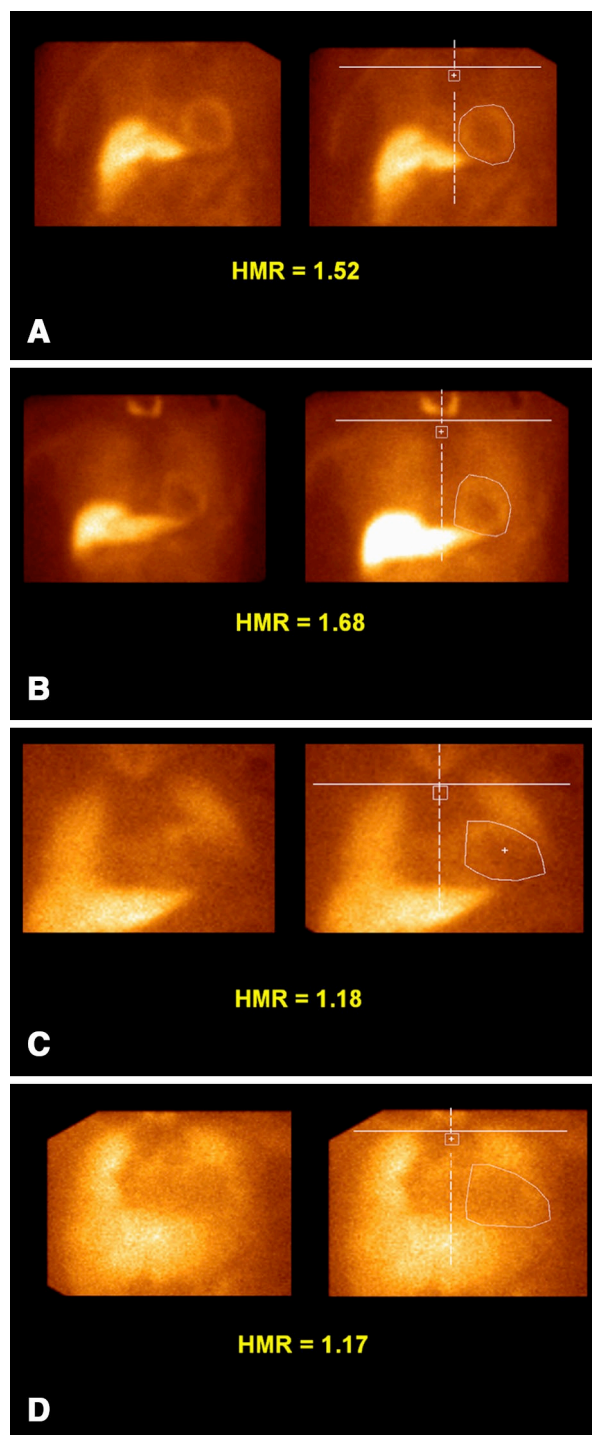 HMR = 1.52
A
HMR = 1.68
B
HMR = 1.18
C
HMR = 1.17
D